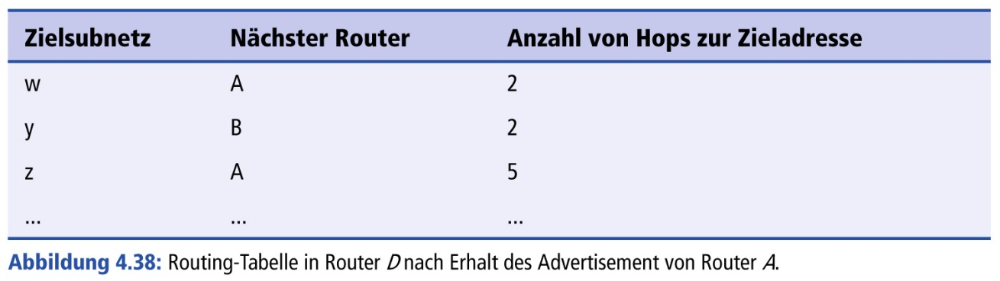 Zielsubnetz Nächster Router Anzahl von Hops zur Zieladresse
w A 2
y B 2
z A 5
... ... ...
Abbildung 4.38: Routing-Tabelle in Router D nach Erhalt des Advertisement von Router A.